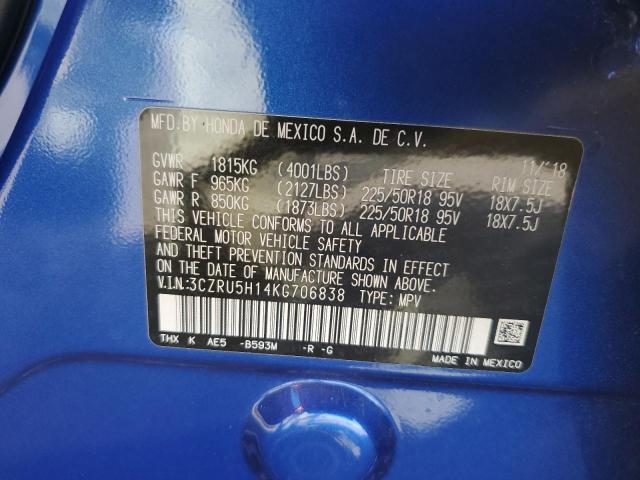 MFD.BY HONDA DE MEXICO S.A. DE C.V.
11/'18
GVWR 1815KG (4001LBS) TIRE SIZE RIM SIZE
GAWR F 965KG (2127LBS) 225/50R18 95V 18X7.5J
GAWR R 850KG (1873LBS) 225/50R18 95V 18X7.5J
THIS VEHICLE CONFORMS TO ALL APPLICABLE
FEDERAL MOTOR VEHICLE SAFETY
AND THEFT PREVENTION STANDARDS IN EFFECT
ON THE DATE OF MANUFACTURE SHOWN ABOVE.
V.I.N:3CZRU5H14KG706838 TYPE: MPV
THX K AE5 -B593M -R -G
MADE IN MEXICO